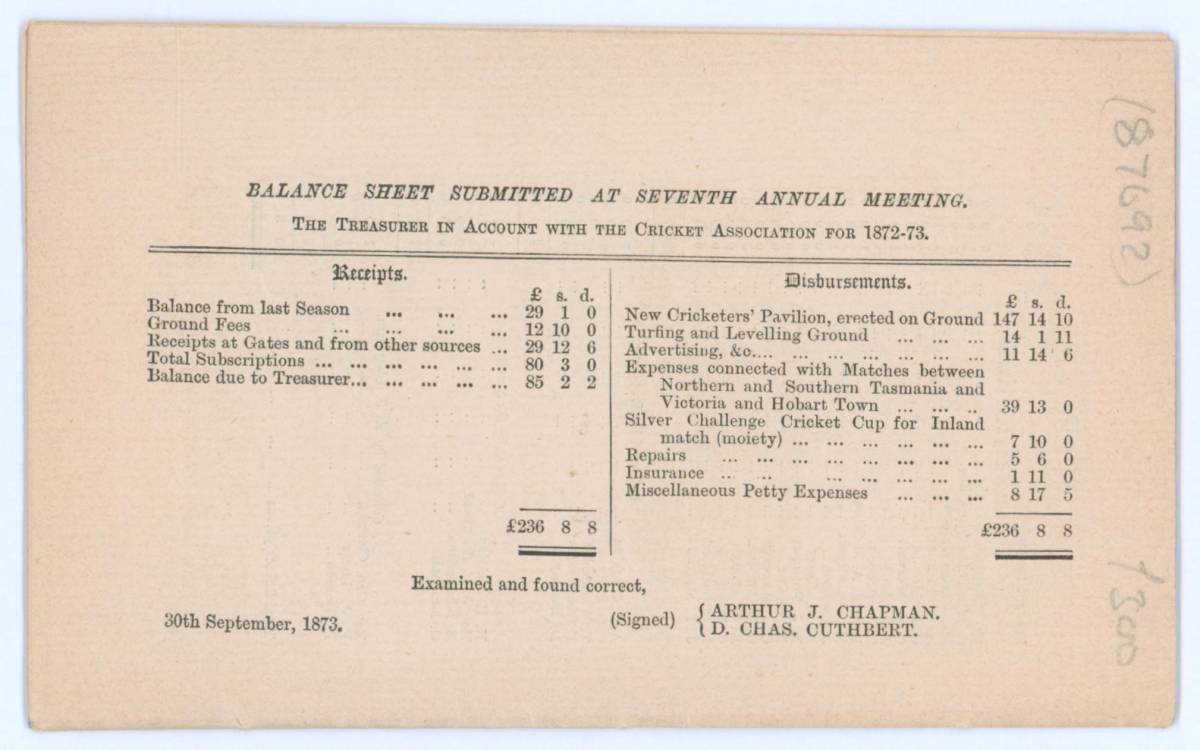 BALANCE SHEET SUBMITTED AT SEVENTH ANNUAL MEETING.
THE TREASURER IN ACCOUNT WITH THE CRICKET ASSOCIATION FOR 1872-73.
Receipts.
£ s. d.
Balance from last Season ... ... ... 29 1 0
Ground Fees ... ... ... ... 12 10 0
Receipts at Gates and from other sources ... 29 12 6
Total Subscriptions ... ... ... ... ... ... 80 3 0
Balance due to Treasurer... ... ... ... ... 85 2 2
£236 8 8
Disbursements.
£ s. d.
New Cricketers' Pavilion, erected on Ground 147 14 10
Turfing and Levelling Ground ... ... ... 14 1 11
Advertising, &c.... ... ... ... ... ... ... 11 14 6
Expenses connected with Matches between
Northern and Southern Tasmania and
Victoria and Hobart Town ... ... .. 39 13 0
Silver Challenge Cricket Cup for Inland
match (moiety) ... ... ... ... ... ... 7 10 0
Repairs ... ... ... ... ... ... ... ... 5 6 0
Insurance ... .. ... ... ... ... ... 1 11 0
Miscellaneous Petty Expenses ... ... ... 8 17 5
£236 8 8
Examined and found correct,
30th September, 1873.
(Signed) { ARTHUR J. CHAPMAN.
D. CHAS. CUTHBERT.
(87692)